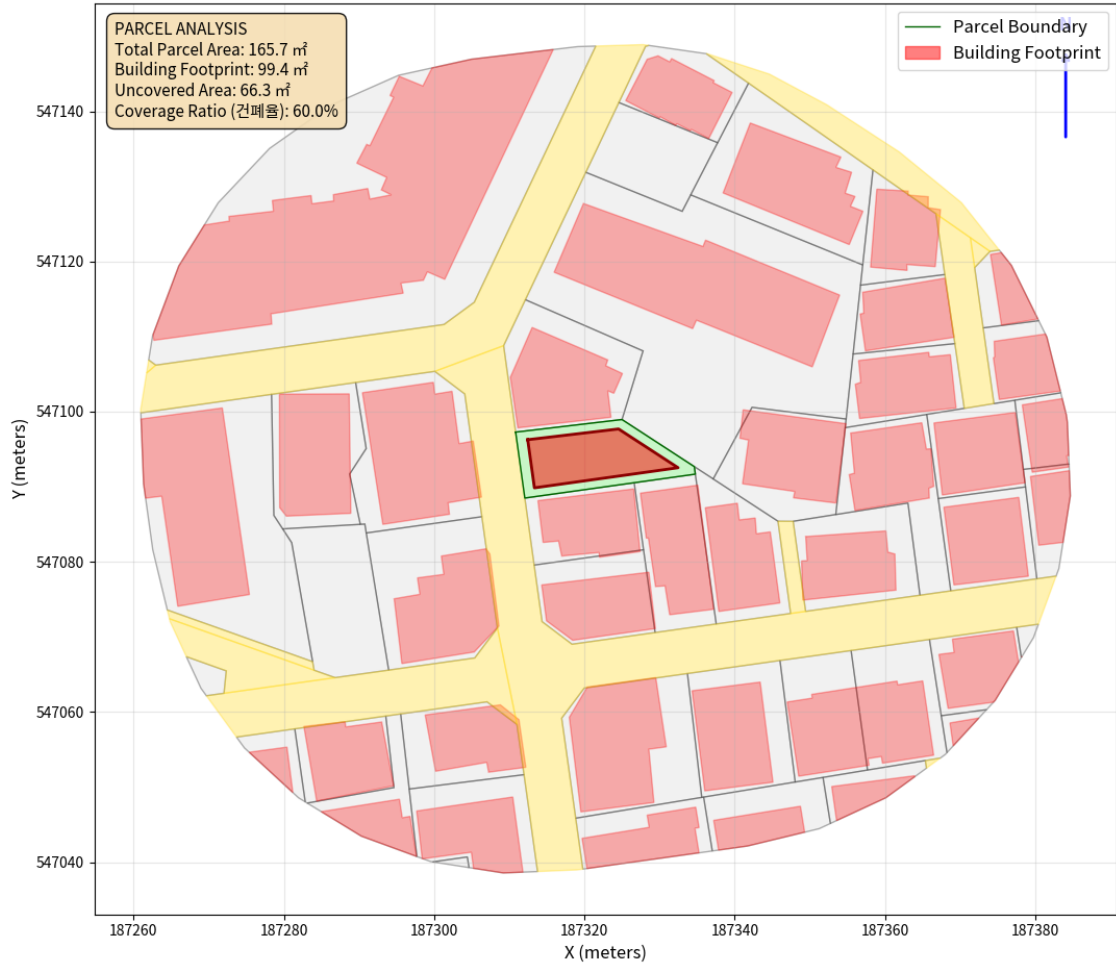 PARCEL ANALYSIS
Total Parcel Area: 165.7 ㎡
Building Footprint: 99.4 ㎡
Uncovered Area: 66.3 ㎡
Coverage Ratio (건폐율): 60.0%
Parcel Boundary
Building Footprint
N
547140
547120
547100
547080
547060
547040
Y (meters)
187260
187280
187300
187320
187340
187360
187380
X (meters)